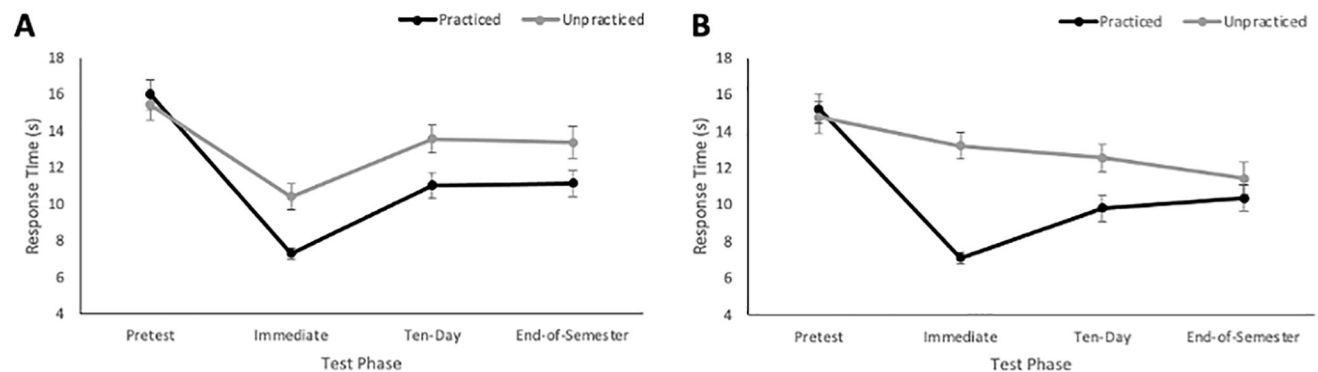 A
Practiced Unpracticed
18
16
14
12
10
8
6
4
Response TIme (s)
Pretest Immediate Ten-Day End-of-Semester
Test Phase
B
Practiced Unpracticed
18
16
14
12
10
8
6
4
Response Time (s)
Pretest Immediate Ten-Day End-of-Semester
Test Phase